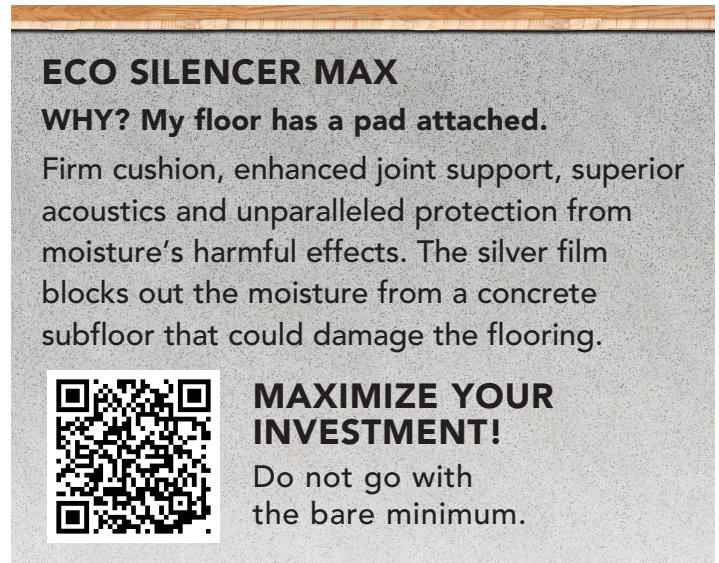 ECO SILENCER MAX
WHY? My floor has a pad attached.
Firm cushion, enhanced joint support, superior
acoustics and unparalleled protection from
moisture's harmful effects. The silver film
blocks out the moisture from a concrete
subfloor that could damage the flooring.
MAXIMIZE YOUR
INVESTMENT!
Do not go with
the bare minimum.